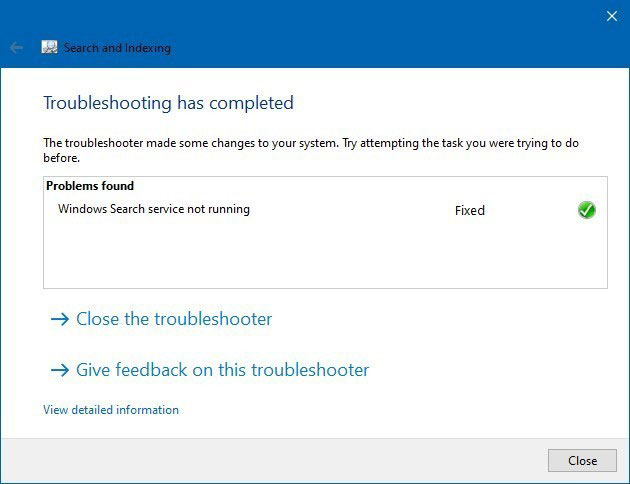 Search and Indexing
Troubleshooting has completed
The troubleshooter made some changes to your system. Try attempting the task you were trying to do
before.
Problems found
Windows Search service not running Fixed
Close the troubleshooter
Give feedback on this troubleshooter
View detailed information
Close